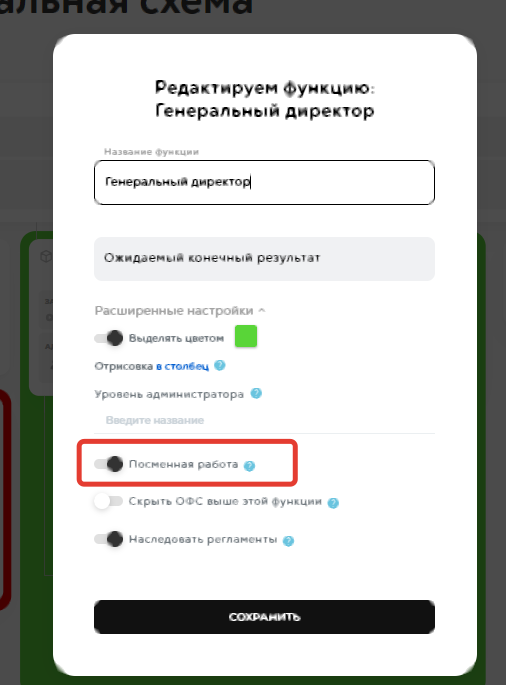 альная схема
Редактируем функцию:
Генеральный директор
Название функции
Генеральный директор
Ожидаемый конечный результат
Расширенные настройки ^
Выделять цветом
Отрисовка в столбец ?
Уровень администратора ?
Введите название
Посменная работа ?
Скрыть ОФС выше этой функции ?
Наследовать регламенты ?
СОХРАНИТЬ